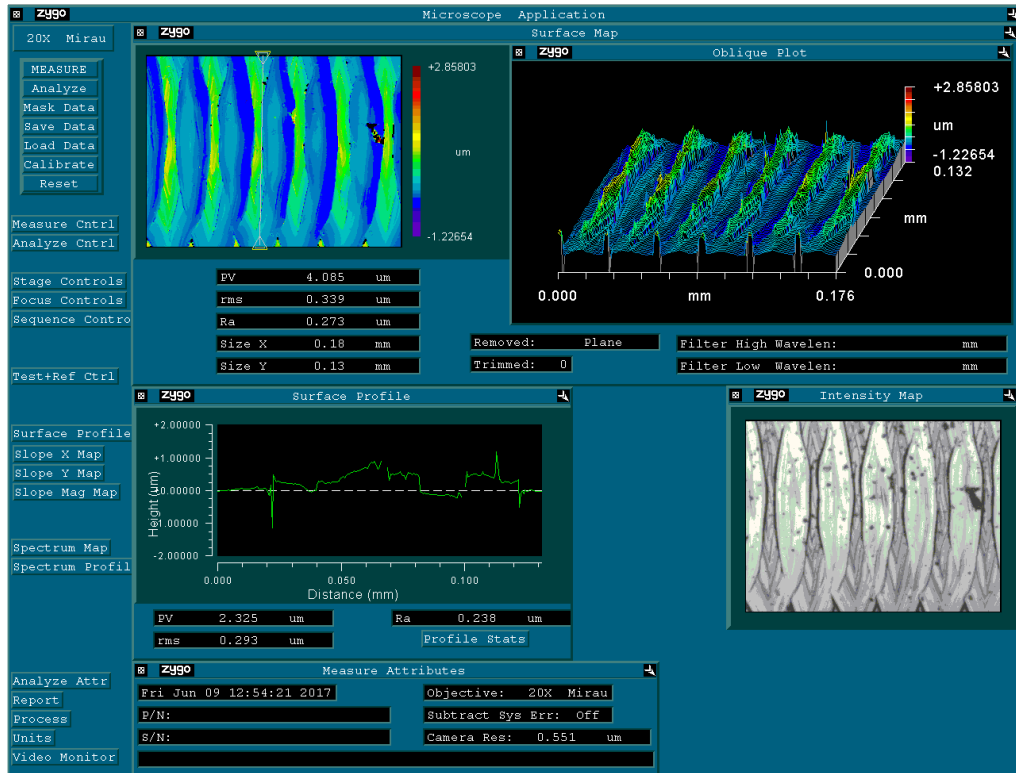 zygo Microscope Application
20X Mirau
MEASURE
Analyze
Mask Data
Save Data
Load Data
Calibrate
Reset
Measure Cntrl
Analyze Cntrl
Stage Controls
Focus Controls
Sequence Contro
Test+Ref Ctrl
Surface Profile
Slope X Map
Slope Y Map
Slope Mag Map
Spectrum Map
Spectrum Profil
Analyze Attr
Report
Process
Units
Video Monitor
zygo Surface Map
+2.85803
um
-1.22654
PV 4.085 um
rms 0.339 um
Ra 0.273 um
Size X 0.18 mm
Size Y 0.13 mm
zygo Oblique Plot
+2.85803
um
-1.22654
0.132
mm
0.000
0.000 mm 0.176
Removed: Plane
Trimmed: 0
Filter High Wavelen: mm
Filter Low Wavelen: mm
zygo Surface Profile
+2.00000
+1.00000
0.00000
-1.00000
-2.00000
Height (um)
0.000 0.050 0.100
Distance (mm)
PV 2.325 um
rms 0.293 um
Ra 0.238 um
Profile Stats
zygo Intensity Map
zygo Measure Attributes
Fri Jun 09 12:54:21 2017
P/N:
S/N:
Objective: 20X Mirau
Subtract Sys Err: Off
Camera Res: 0.551 um